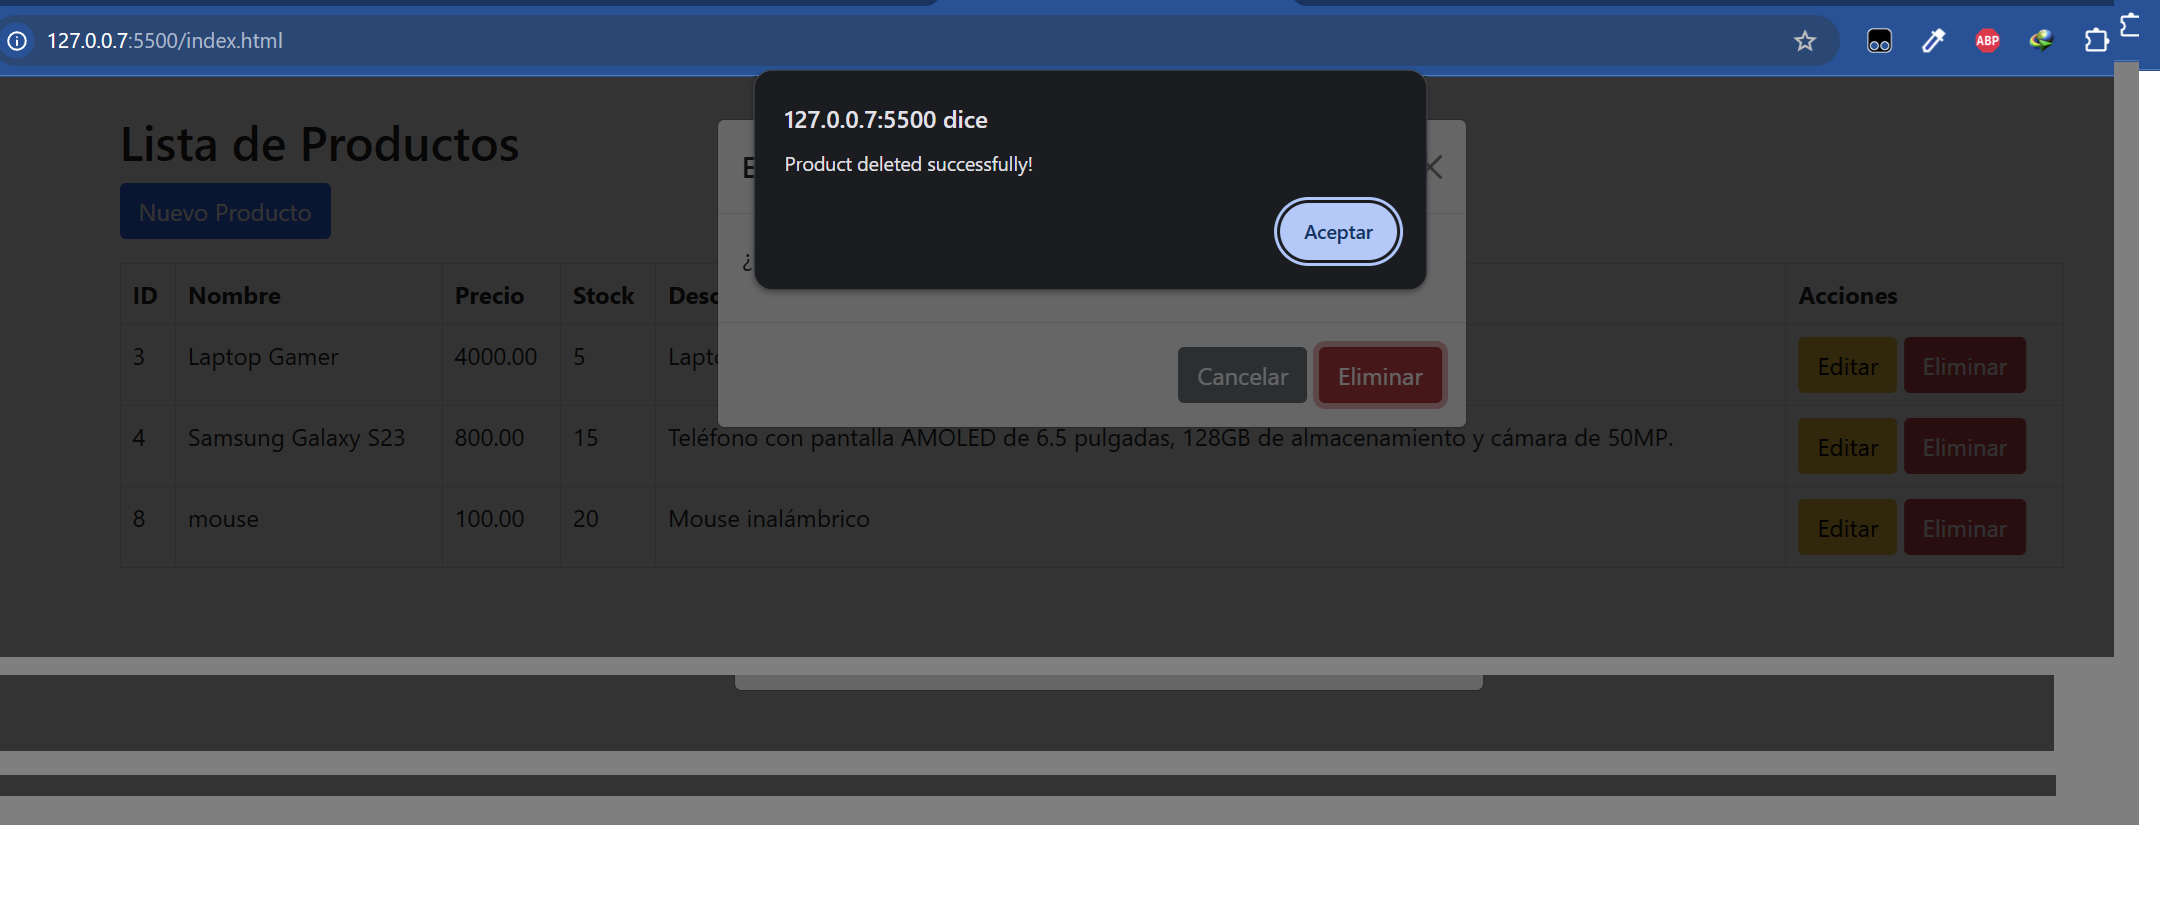 127.0.0.7:5500/index.html
ABP
127.0.0.7:5500 dice
Product deleted successfully!
Aceptar
Lista de Productos
Nuevo Producto
E
¿
Cancelar Eliminar
ID Nombre Precio Stock Desc Acciones
3 Laptop Gamer 4000.00 5 Lapt Editar Eliminar
4 Samsung Galaxy S23 800.00 15 Teléfono con pantalla AMOLED de 6.5 pulgadas, 128GB de almacenamiento y cámara de 50MP. Editar Eliminar
8 mouse 100.00 20 Mouse inalámbrico Editar Eliminar